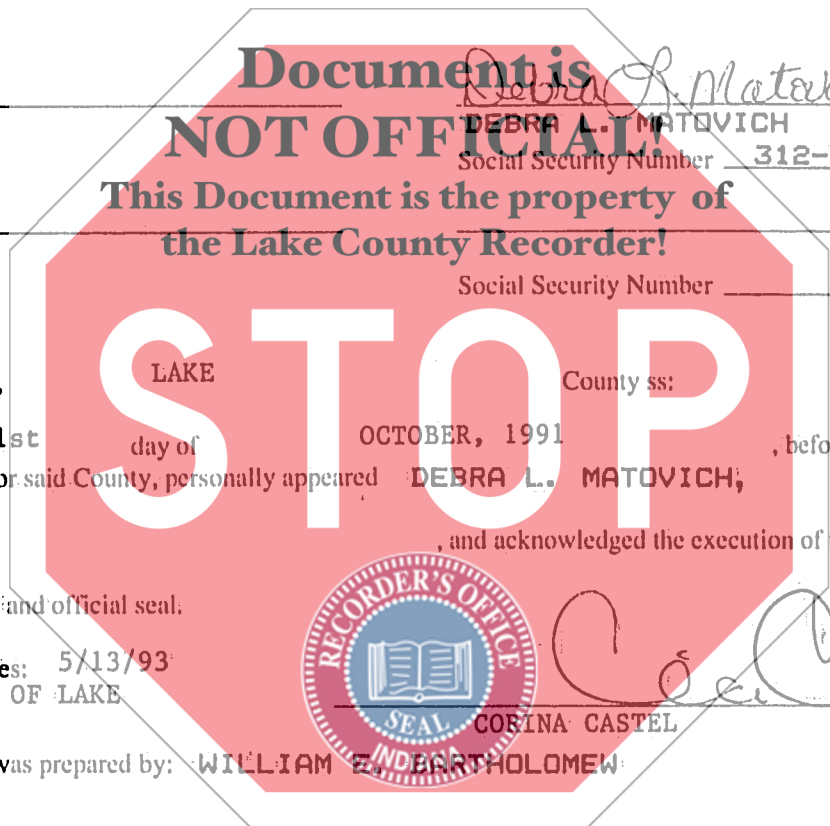 Document is
Debra L. Matov
NOT OFFICIAL!
DEBRA L. MATOVICH
Social Security Number 312-
This Document is the property of
the Lake County Recorder!
Social Security Number
STOP
LAKE County ss:
1st day of OCTOBER, 1991 , befo
or said County, personally appeared DEBRA L. MATOVICH,
, and acknowledged the execution of
and official seal.
es: 5/13/93
OF LAKE
RECORDER'S OFFICE
SEAL
INDIANA
CORINA CASTEL
was prepared by: WILLIAM E. BARTHOLOMEW